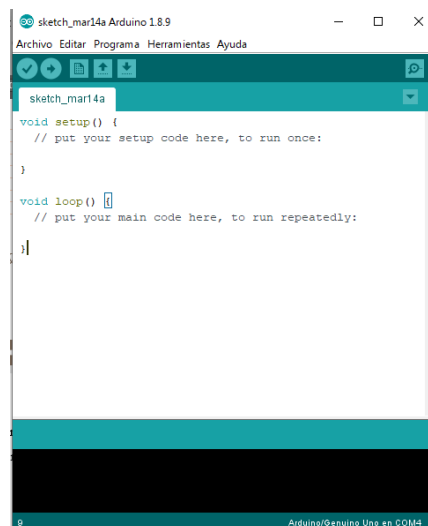 sketch_mar14a Arduino 1.8.9
Archivo Editar Programa Herramientas Ayuda
sketch_mar14a
void setup() {
  // put your setup code here, to run once:
}
void loop() {
  // put your main code here, to run repeatedly:
}
9
Arduino/Genuino Uno en COM4